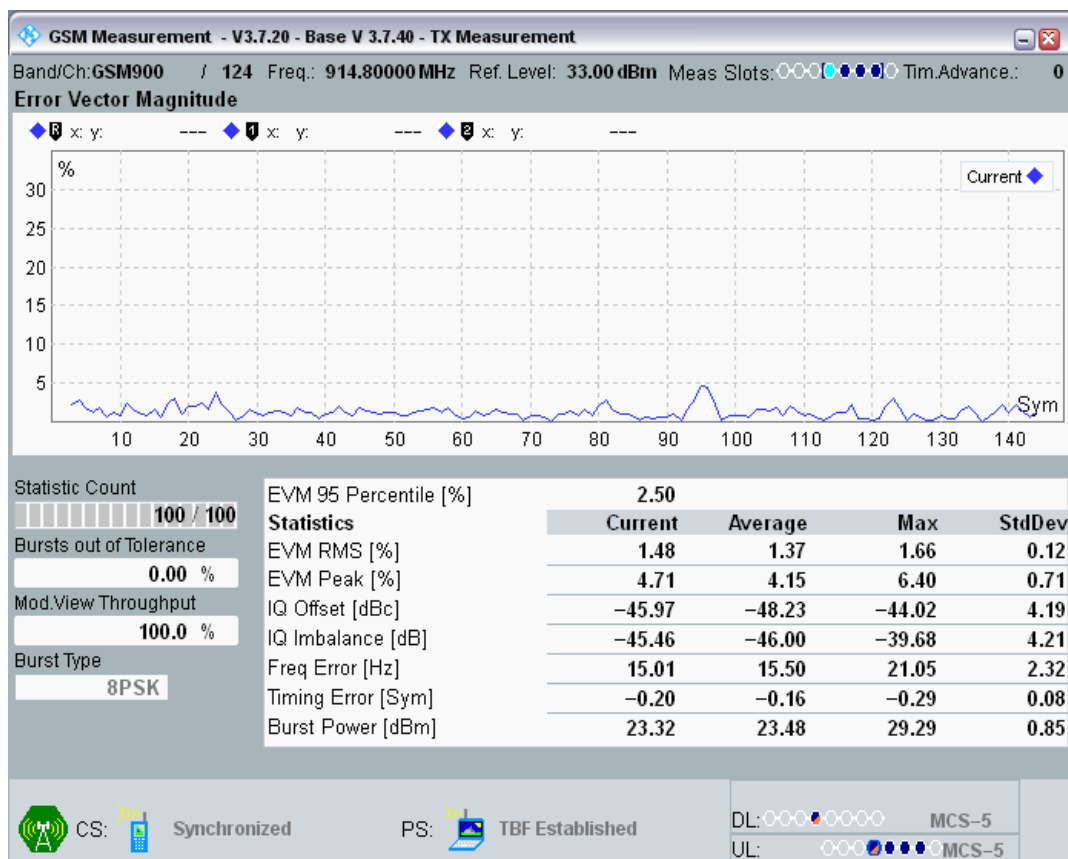 GSM Measurement - V3.7.20 - Base V 3.7.40 - TX Measurement
Band/Ch:GSM900 / 124 Freq.: 914.80000 MHz Ref. Level: 33.00 dBm Meas Slots: Tim.Advance.: 0
Error Vector Magnitude
R x: y: --- 1 x: y: --- 2 x: y: ---
%
Current
30
25
20
15
10
5
Sym
10 20 30 40 50 60 70 80 90 100 110 120 130 140
Statistic Count
100 / 100
Bursts out of Tolerance
0.00 %
Mod.View Throughput
100.0 %
Burst Type
8PSK
EVM 95 Percentile [%] 2.50
Statistics Current Average Max StdDev
EVM RMS [%] 1.48 1.37 1.66 0.12
EVM Peak [%] 4.71 4.15 6.40 0.71
IQ Offset [dBc] −45.97 −48.23 −44.02 4.19
IQ Imbalance [dB] −45.46 −46.00 −39.68 4.21
Freq Error [Hz] 15.01 15.50 21.05 2.32
Timing Error [Sym] −0.20 −0.16 −0.29 0.08
Burst Power [dBm] 23.32 23.48 29.29 0.85
CS: Synchronized PS: TBF Established
DL: MCS−5
UL: MCS−5